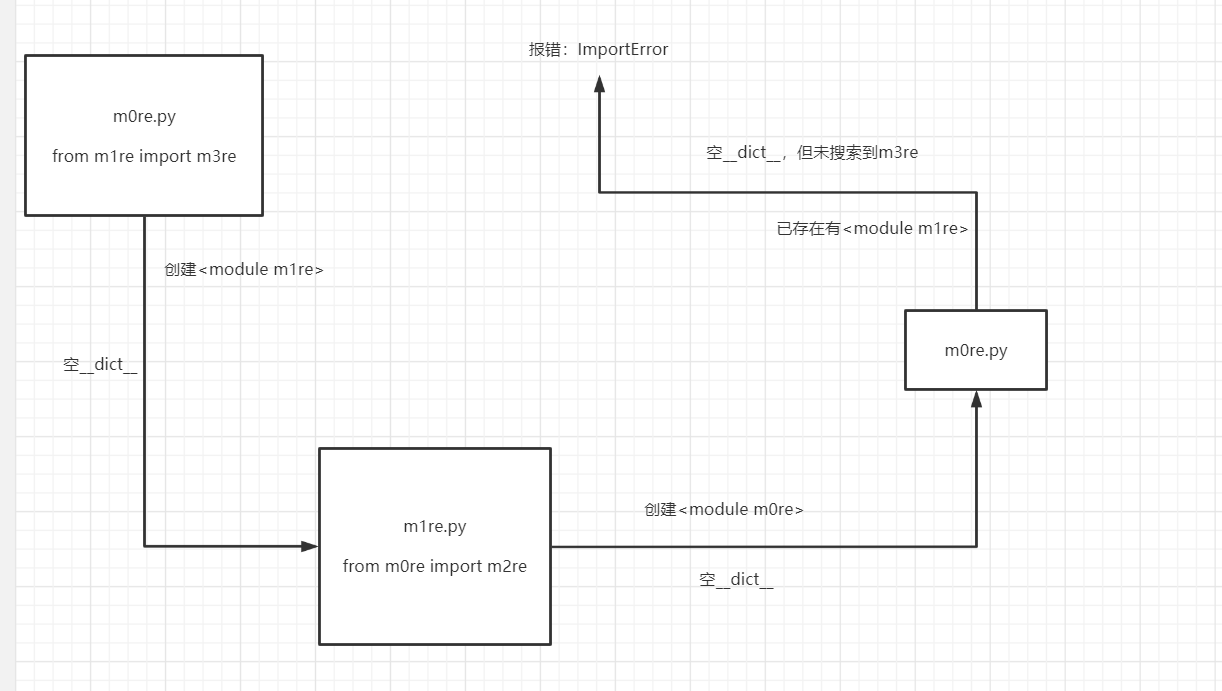 报错：ImportError
m0re.py
from m1re import m3re
空__dict__，但未搜索到m3re
已存在有<module m1re>
创建<module m1re>
m0re.py
空__dict__
创建<module m0re>
m1re.py
from m0re import m2re
空__dict__